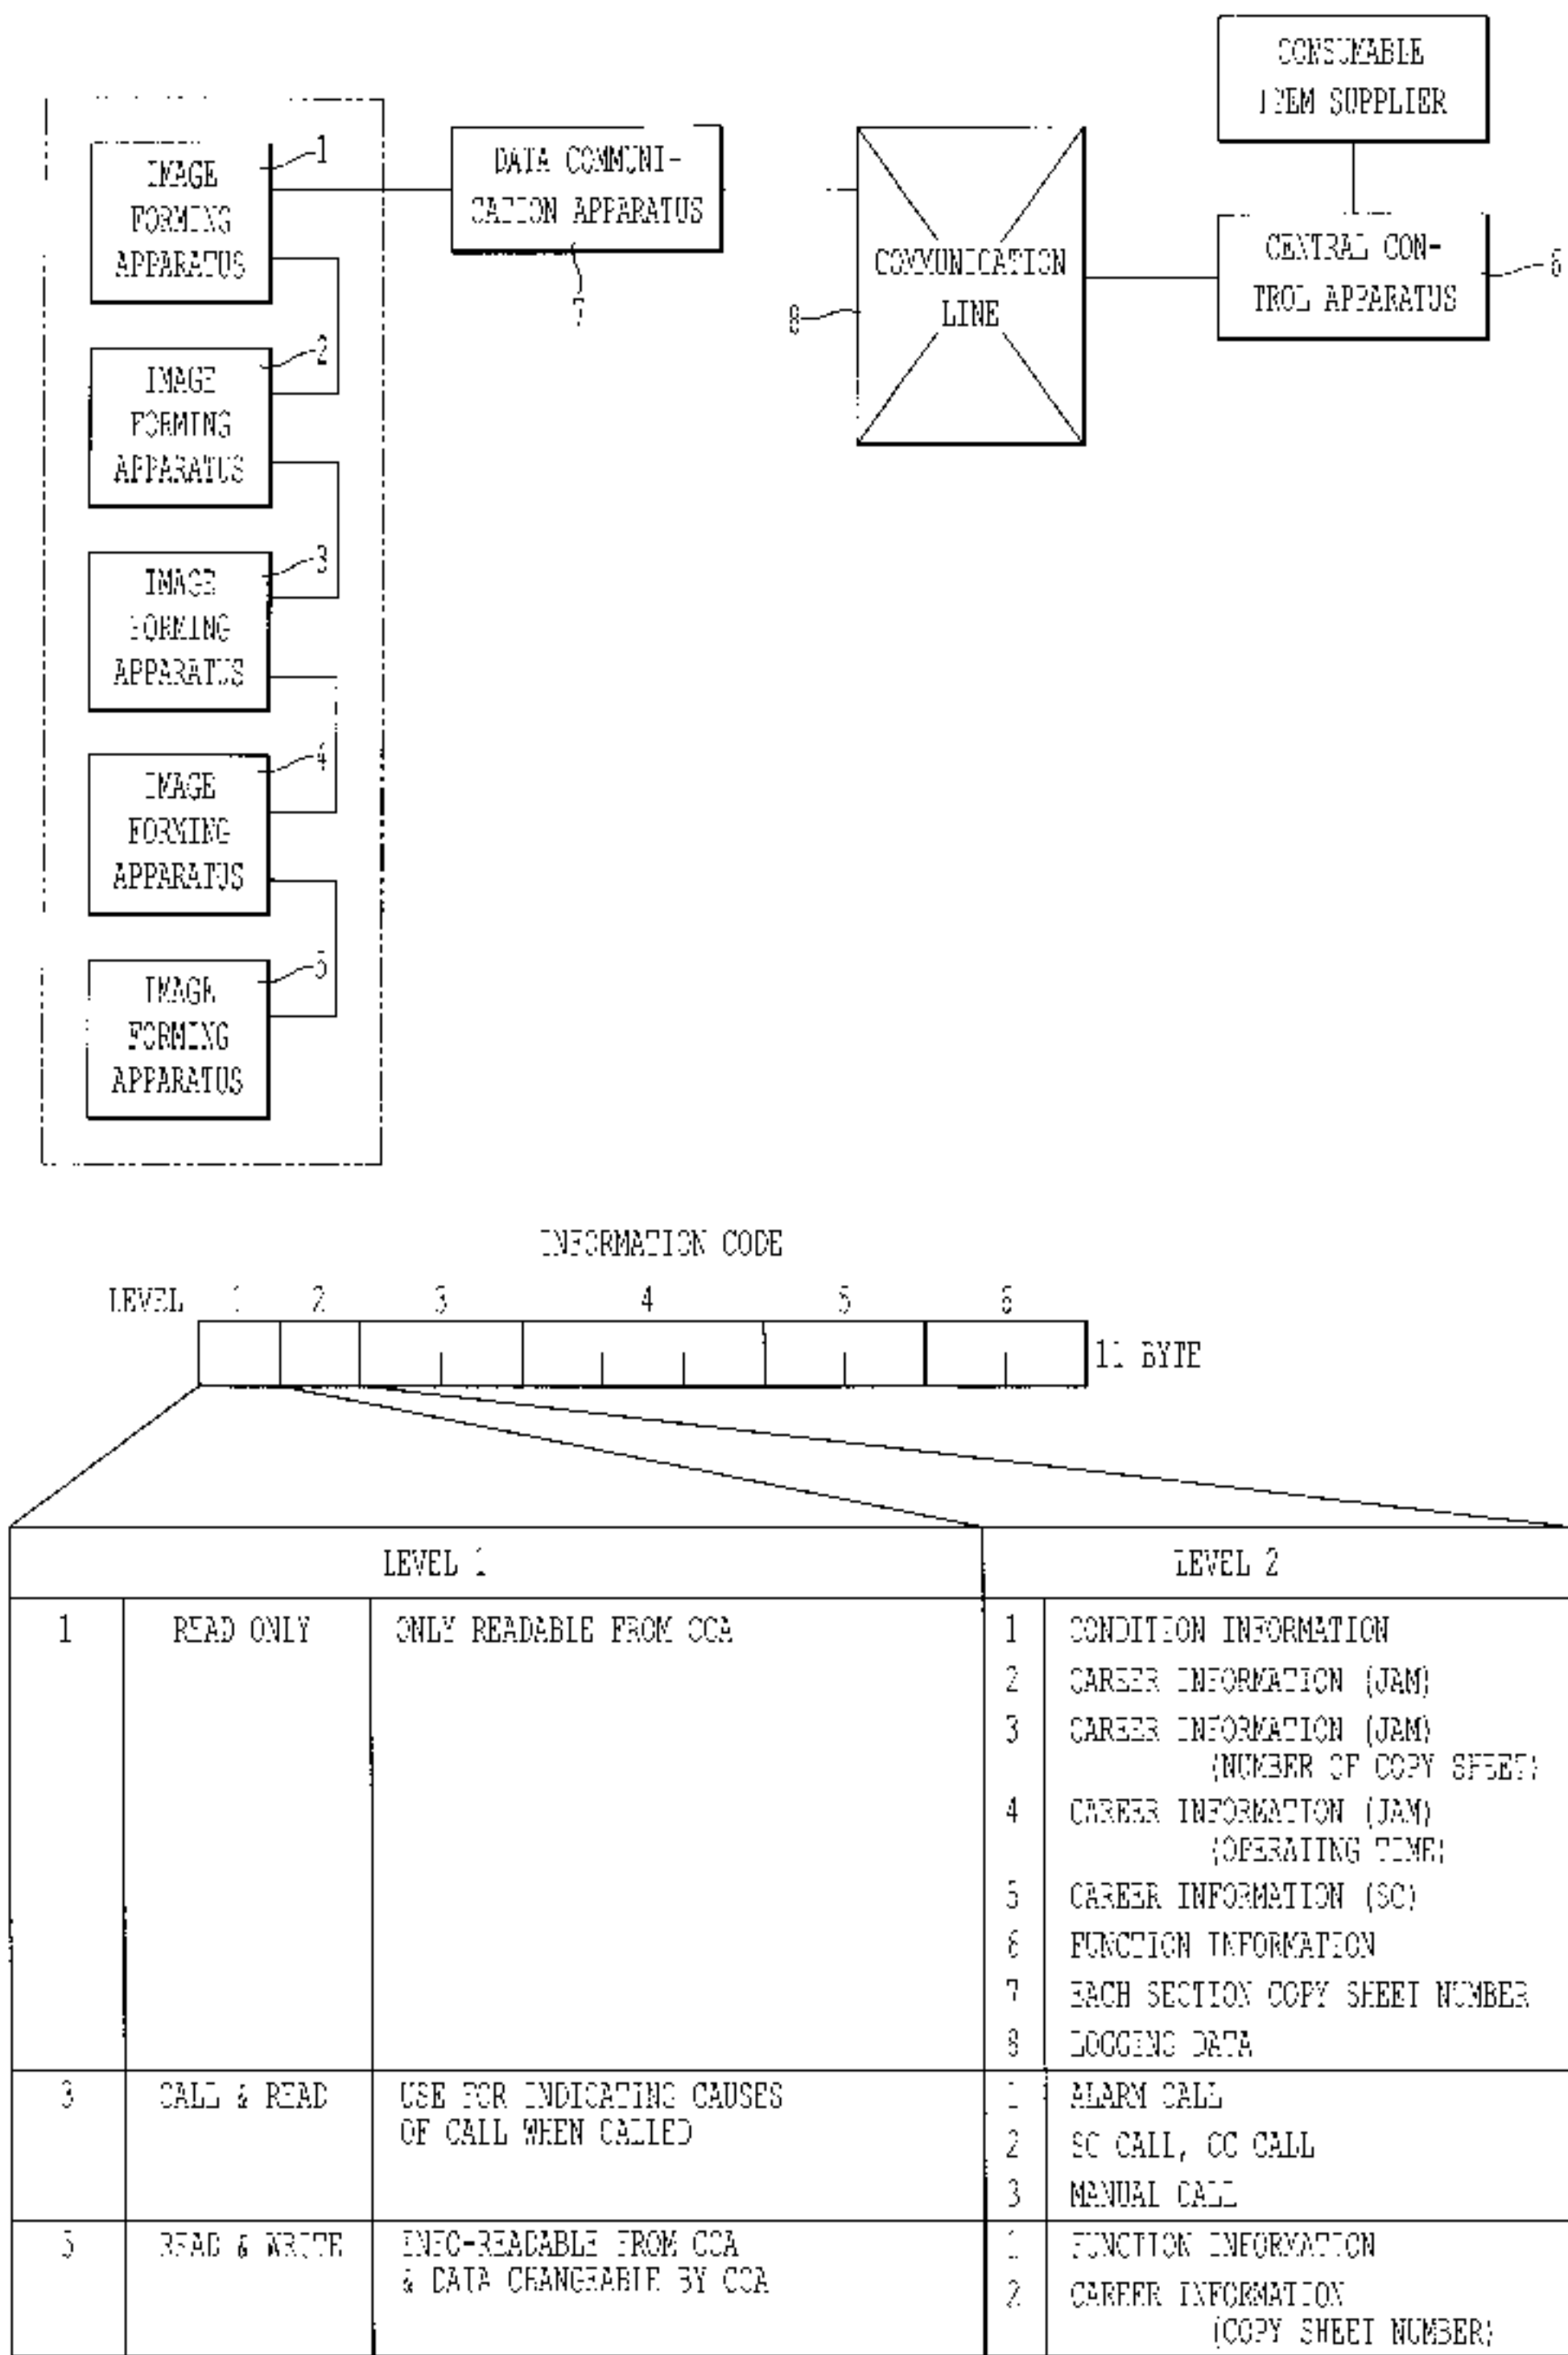 CONSUMABLE
ITEM SUPPLIER
IMAGE
FORMING
APPARATUS
1
DATA COMMUNI-
CATION APPARATUS
7
COMMUNICATION
LINE
8
CENTRAL CON-
TROL APPARATUS
6
IMAGE
FORMING
APPARATUS
2
IMAGE
FORMING
APPARATUS
3
IMAGE
FORMING
APPARATUS
4
IMAGE
FORMING
APPARATUS
5
INFORMATION CODE
LEVEL 1 2 3 4 5 6
11 BYTE
LEVEL 1
LEVEL 2
1 READ ONLY ONLY READABLE FROM CCA
1 CONDITION INFORMATION
2 CAREER INFORMATION (JAM)
3 CAREER INFORMATION (JAM)
(NUMBER OF COPY SHEET)
4 CAREER INFORMATION (JAM)
(OPERATING TIME)
5 CAREER INFORMATION (SC)
6 FUNCTION INFORMATION
7 EACH SECTION COPY SHEET NUMBER
8 LOGGING DATA
3 CALL & READ USE FOR INDICATING CAUSES
OF CALL WHEN CALLED
1 ALARM CALL
2 SC CALL, CC CALL
3 MANUAL CALL
5 READ & WRITE INFO-READABLE FROM CCA
& DATA CHANGEABLE BY CCA
1 FUNCTION INFORMATION
2 CAREER INFORMATION
(COPY SHEET NUMBER)